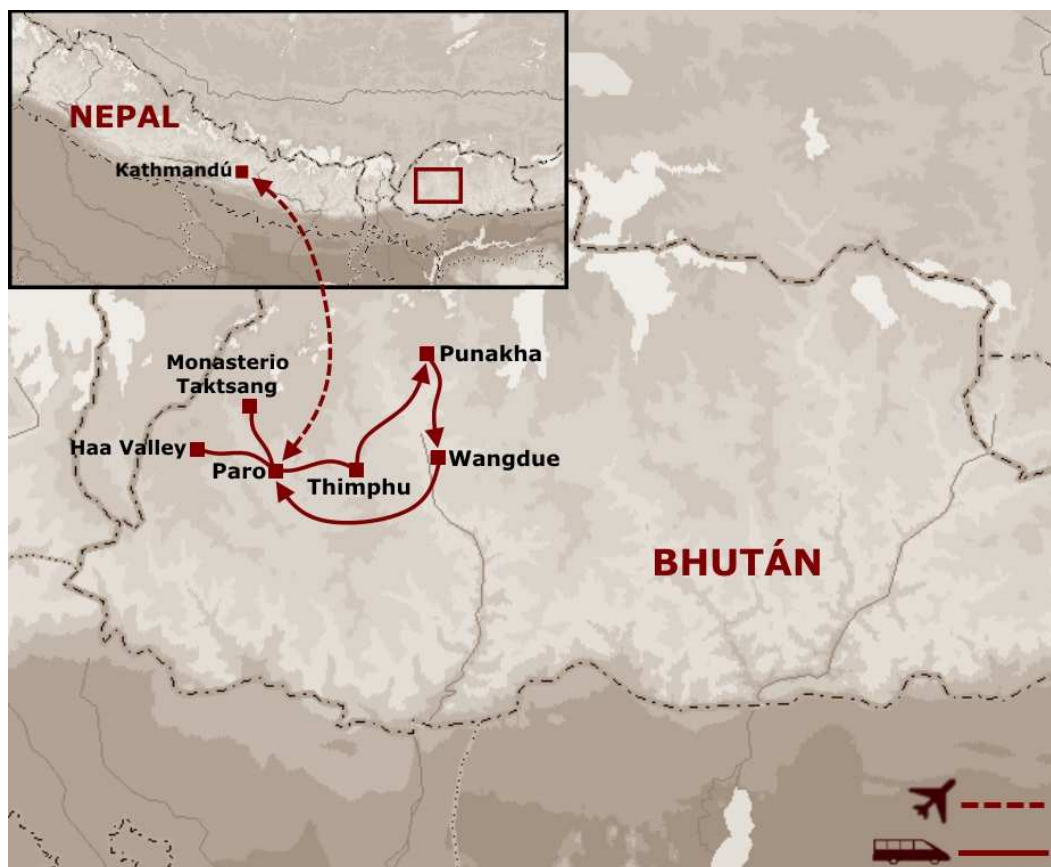 NEPAL
Kathmandú
Punakha
Monasterio
Taktsang
Haa Valley
Paro
Thimphu
Wangdue
BHUTÁN